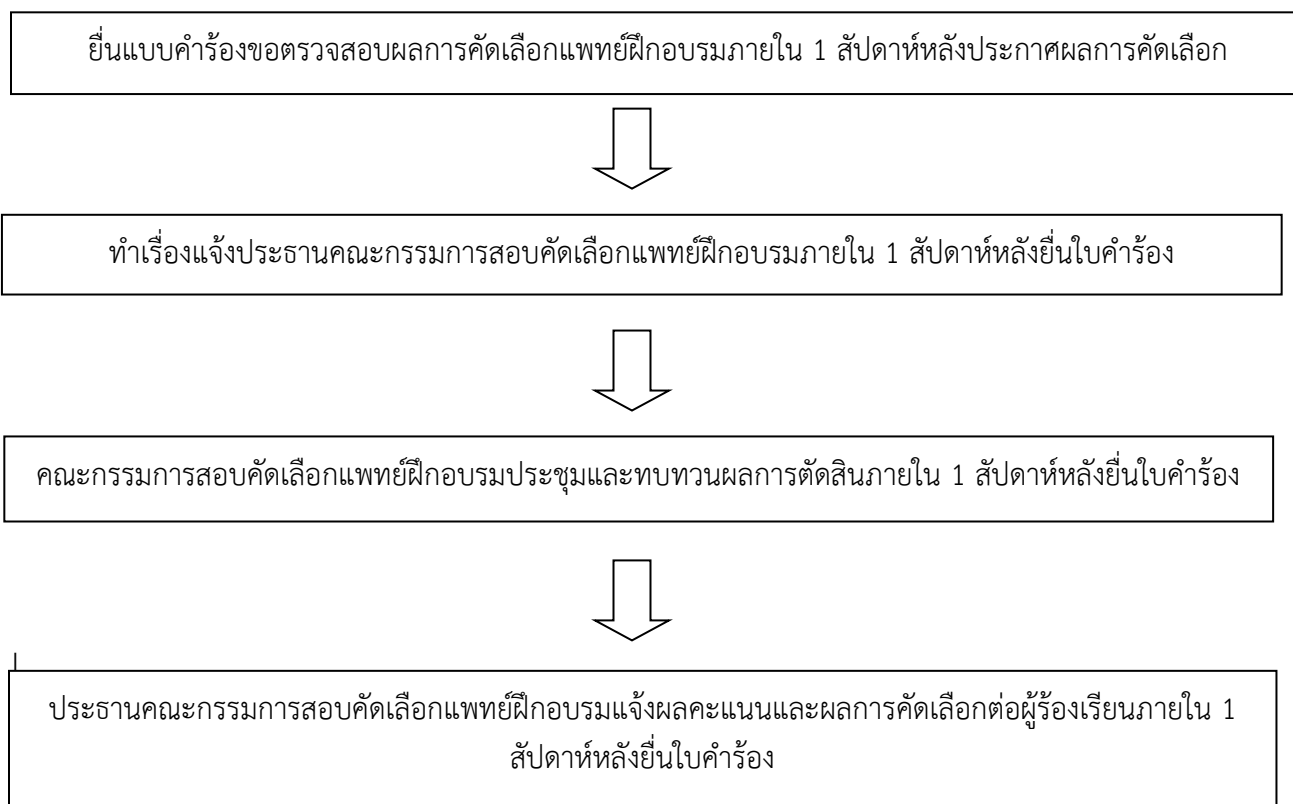 ยื่นแบบคำร้องขอตรวจสอบผลการคัดเลือกแพทย์ฝึกอบรมภายใน 1 สัปดาห์หลังประกาศผลการคัดเลือก
ทำเรื่องแจ้งประธานคณะกรรมการสอบคัดเลือกแพทย์ฝึกอบรมภายใน 1 สัปดาห์หลังยื่นใบคำร้อง
คณะกรรมการสอบคัดเลือกแพทย์ฝึกอบรมประชุมและทบทวนผลการตัดสินภายใน 1 สัปดาห์หลังยื่นใบคำร้อง
ประธานคณะกรรมการสอบคัดเลือกแพทย์ฝึกอบรมแจ้งผลคะแนนและผลการคัดเลือกต่อผู้ร้องเรียนภายใน 1
สัปดาห์หลังยื่นใบคำร้อง